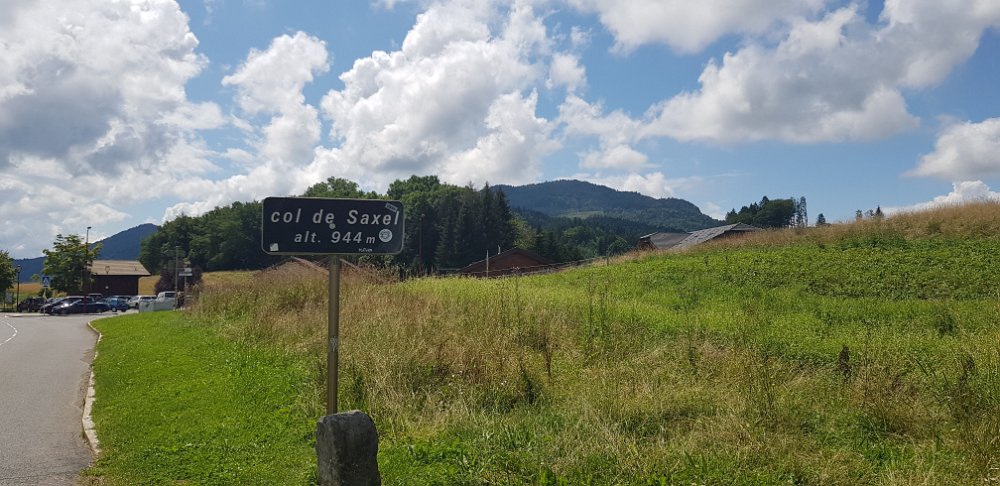 col de Saxel
alt. 944 m